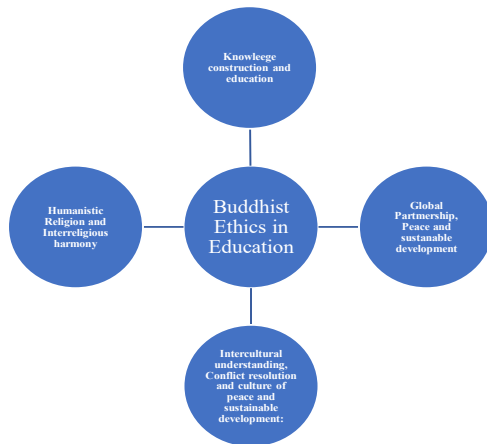 Knowleege
construction and
education
Humanistic
Religion and
Interreligious
harmony
Buddhist
Ethics in
Education
Global
Partnership,
Peace and
sustanable
development
Intercultural
understanding,
Conflict resolution
and culture of
peace and
sustainable
development: